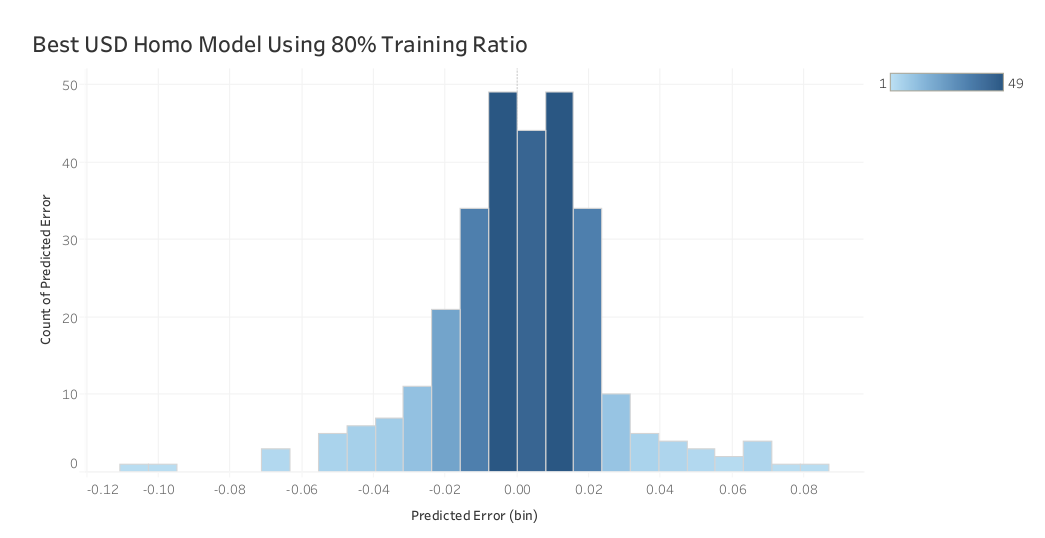 Best USD Homo Model Using 80% Training Ratio
1 49
50
40
30
20
10
0
Count of Predicted Error
-0.12 -0.10 -0.08 -0.06 -0.04 -0.02 0.00 0.02 0.04 0.06 0.08
Predicted Error (bin)